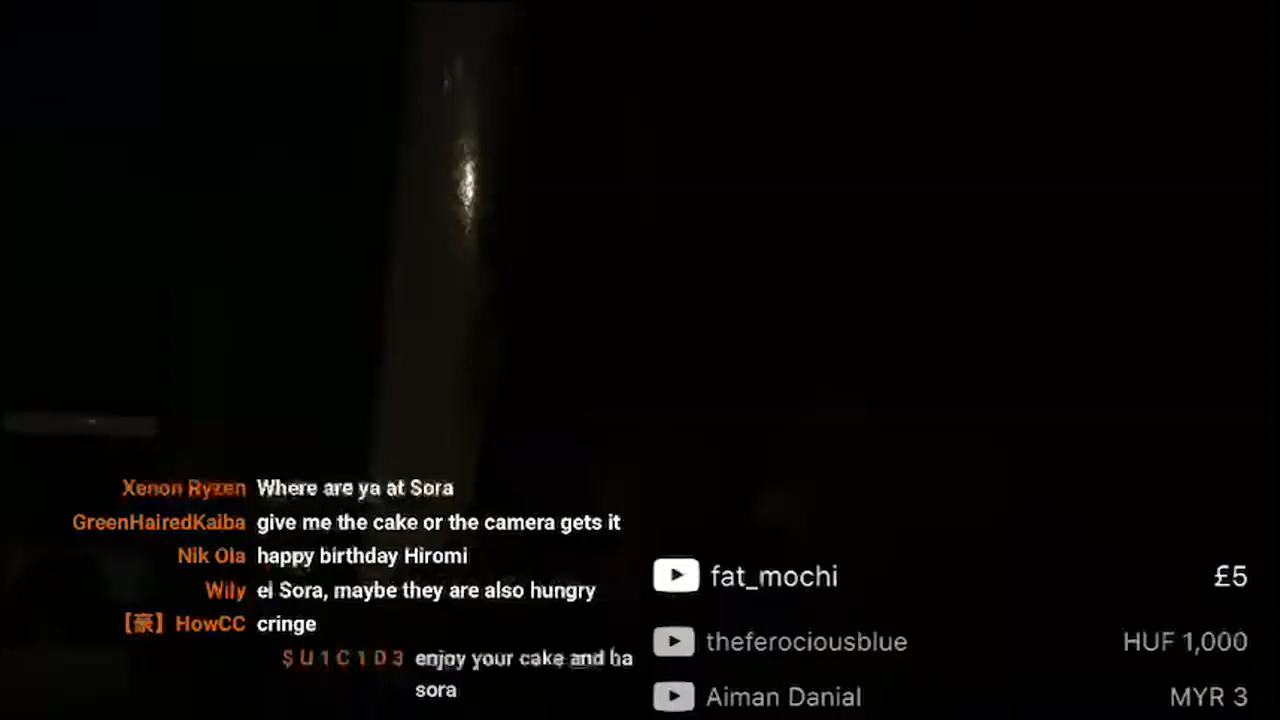 Xenon Ryzen Where are ya at Sora
GreenHairedKaiba give me the cake or the camera gets it
Nik Ola happy birthday Hiromi
Wily ei Sora, maybe they are also hungry
【豪】 HowCC cringe
$ U 1 C 1 D 3 enjoy your cake and ha
sora
fat_mochi £5
theferociousblue HUF 1,000
Aiman Danial MYR 3